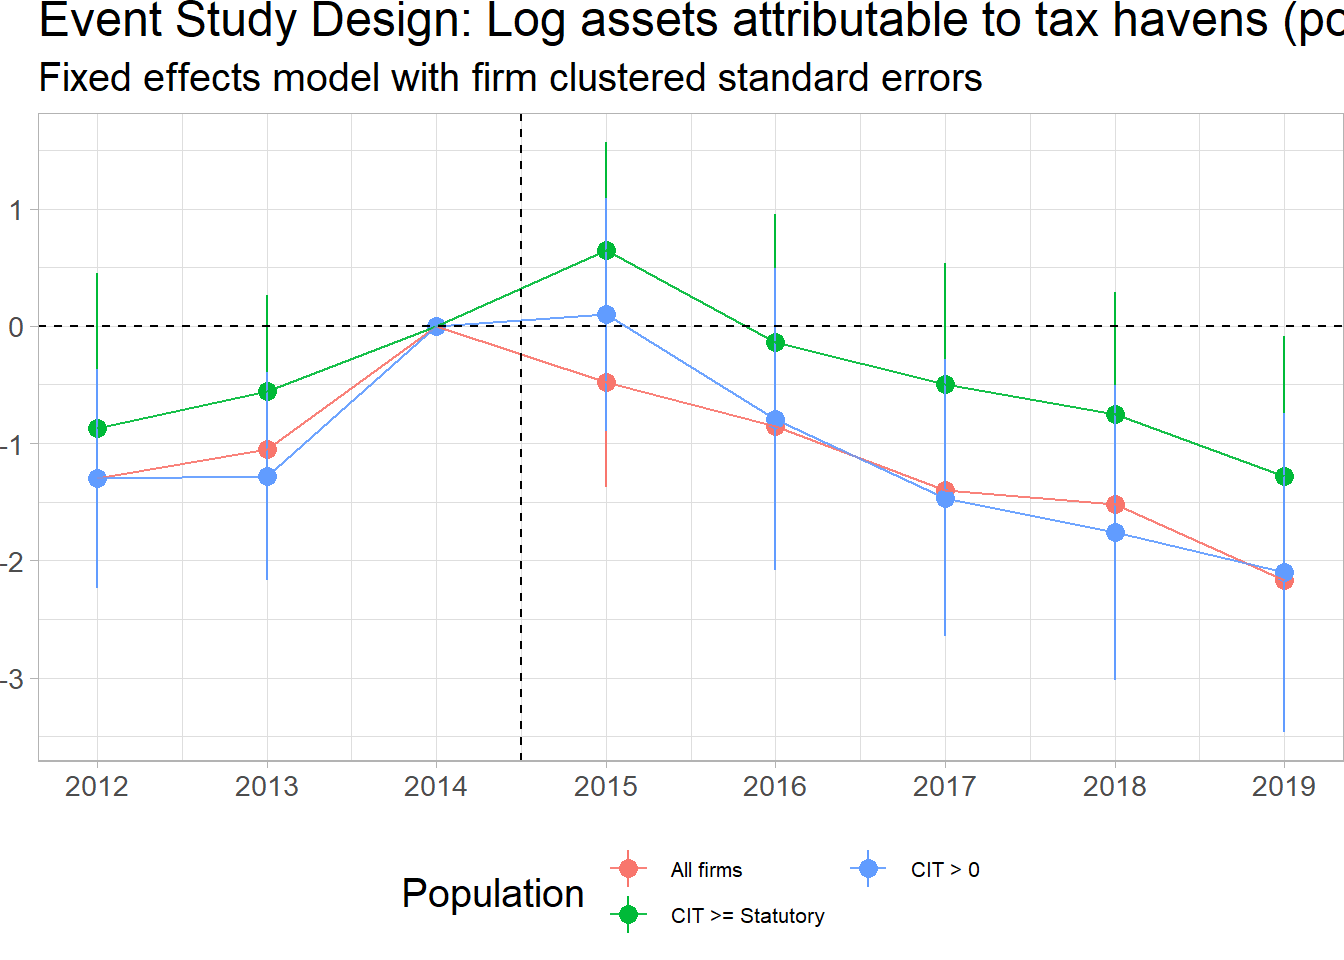 Event Study Design: Log assets attributable to tax havens (po
Fixed effects model with firm clustered standard errors
1
0
-1
-2
-3
2012 2013 2014 2015 2016 2017 2018 2019
Population
All firms
CIT > 0
CIT >= Statutory